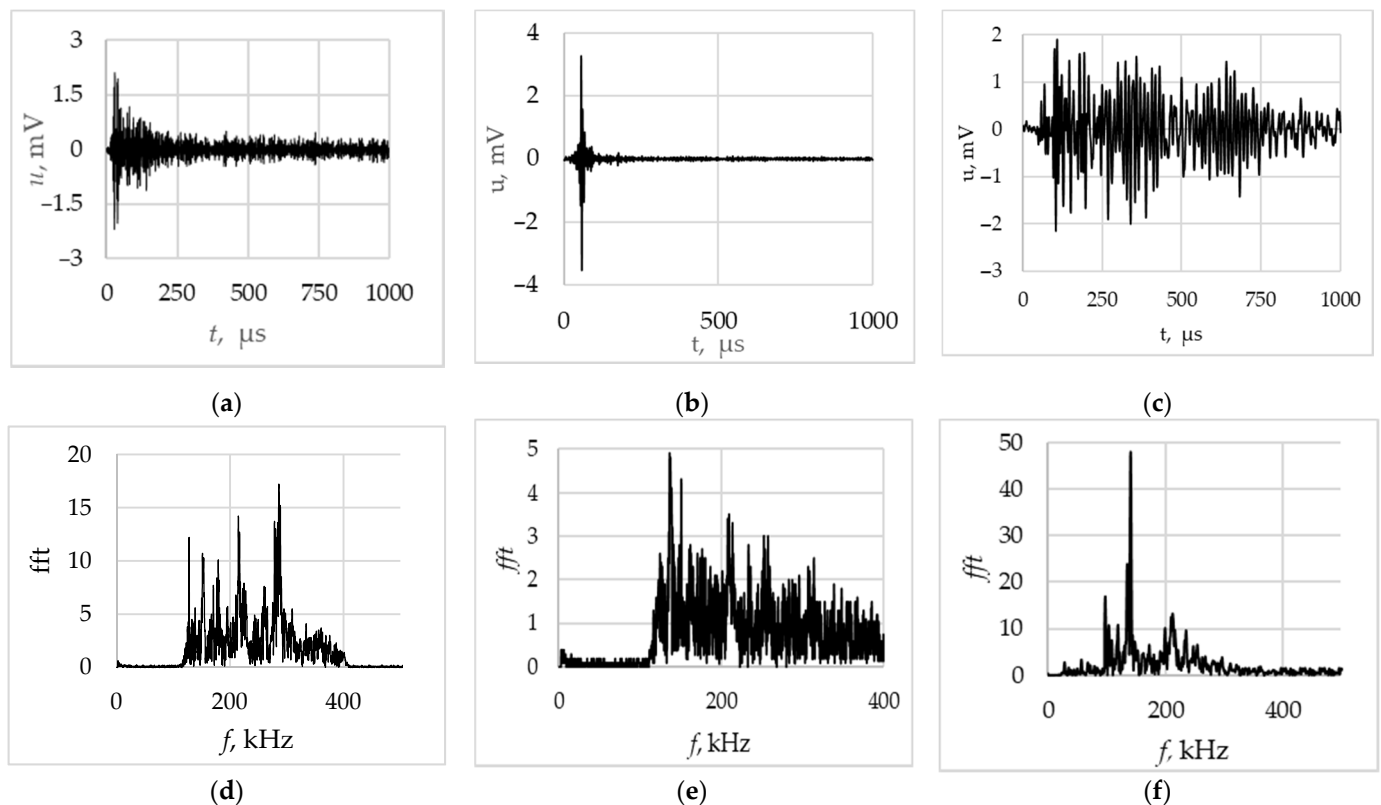 3
1.5
0
−1.5
−3
u, mV
0 250 500 750 1000
t, μs
(a)
4
2
0
−2
−4
u, mV
0 500 1000
t, μs
(b)
2
1
0
−1
−2
−3
u, mV
0 250 500 750 1000
t, μs
(c)
20
15
10
5
0
fft
0 200 400
f, kHz
(d)
5
4
3
2
1
0
fft
0 200 400
f, kHz
(e)
50
40
30
20
10
0
fft
0 200 400
f, kHz
(f)